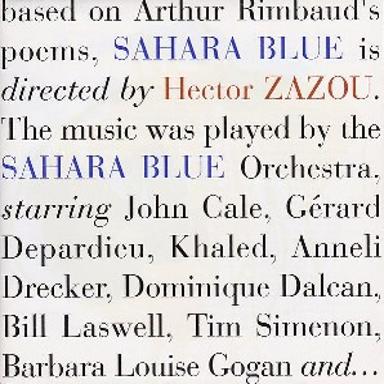 based on Arthur Rimbaud's
poems, SAHARA BLUE is
directed by Hector ZAZOU.
The music was played by the
SAHARA BLUE Orchestra,
starring John Cale, Gérard
Depardieu, Khaled, Anneli
Drecker, Dominique Dalcan,
Bill Laswell, Tim Simenon,
Barbara Louise Gogan and...